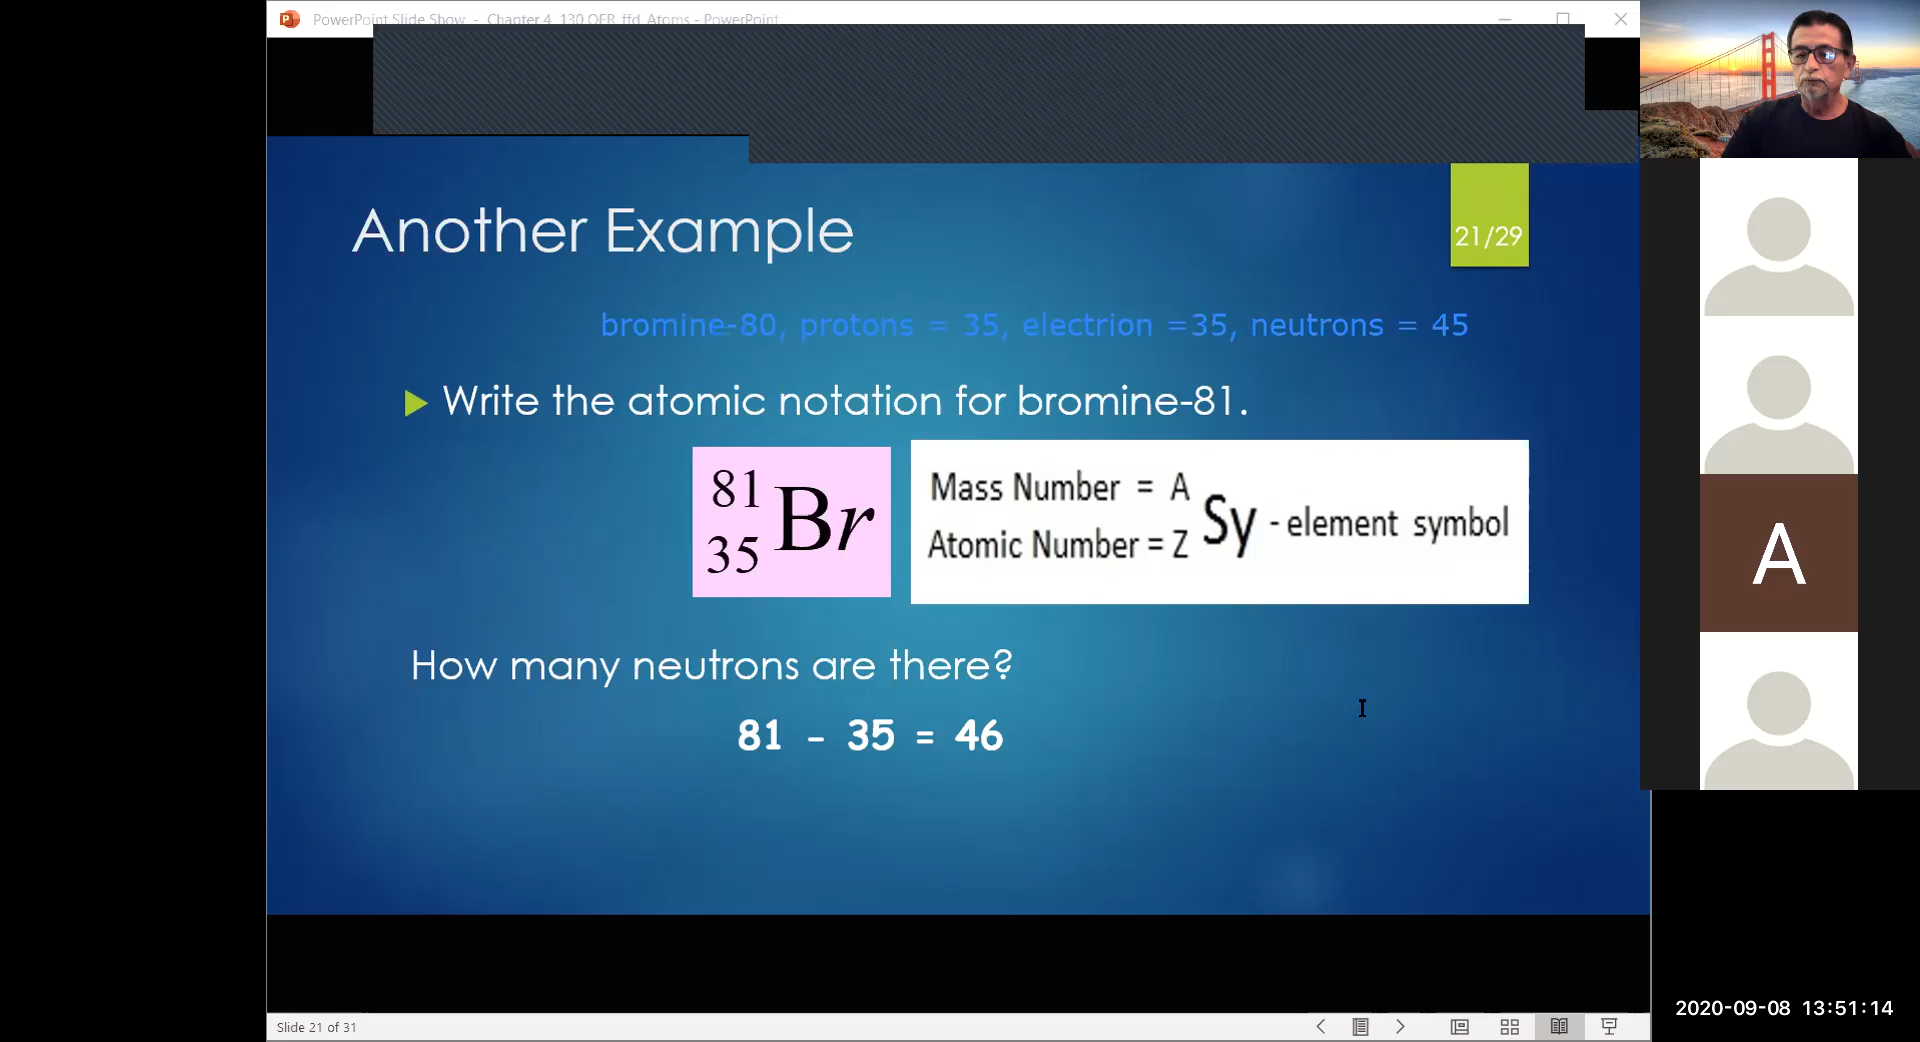 PowerPoint Slide Show - Chapter 4_130 OER_ffd_Atoms - PowerPoint
Another Example
21/29
bromine-80, protons = 35, electrion =35, neutrons = 45
Write the atomic notation for bromine-81.
81
35
Br
Mass Number = A
Atomic Number = Z
Sy - element symbol
How many neutrons are there?
81 - 35 = 46
A
Slide 21 of 31
2020-09-08 13:51:14